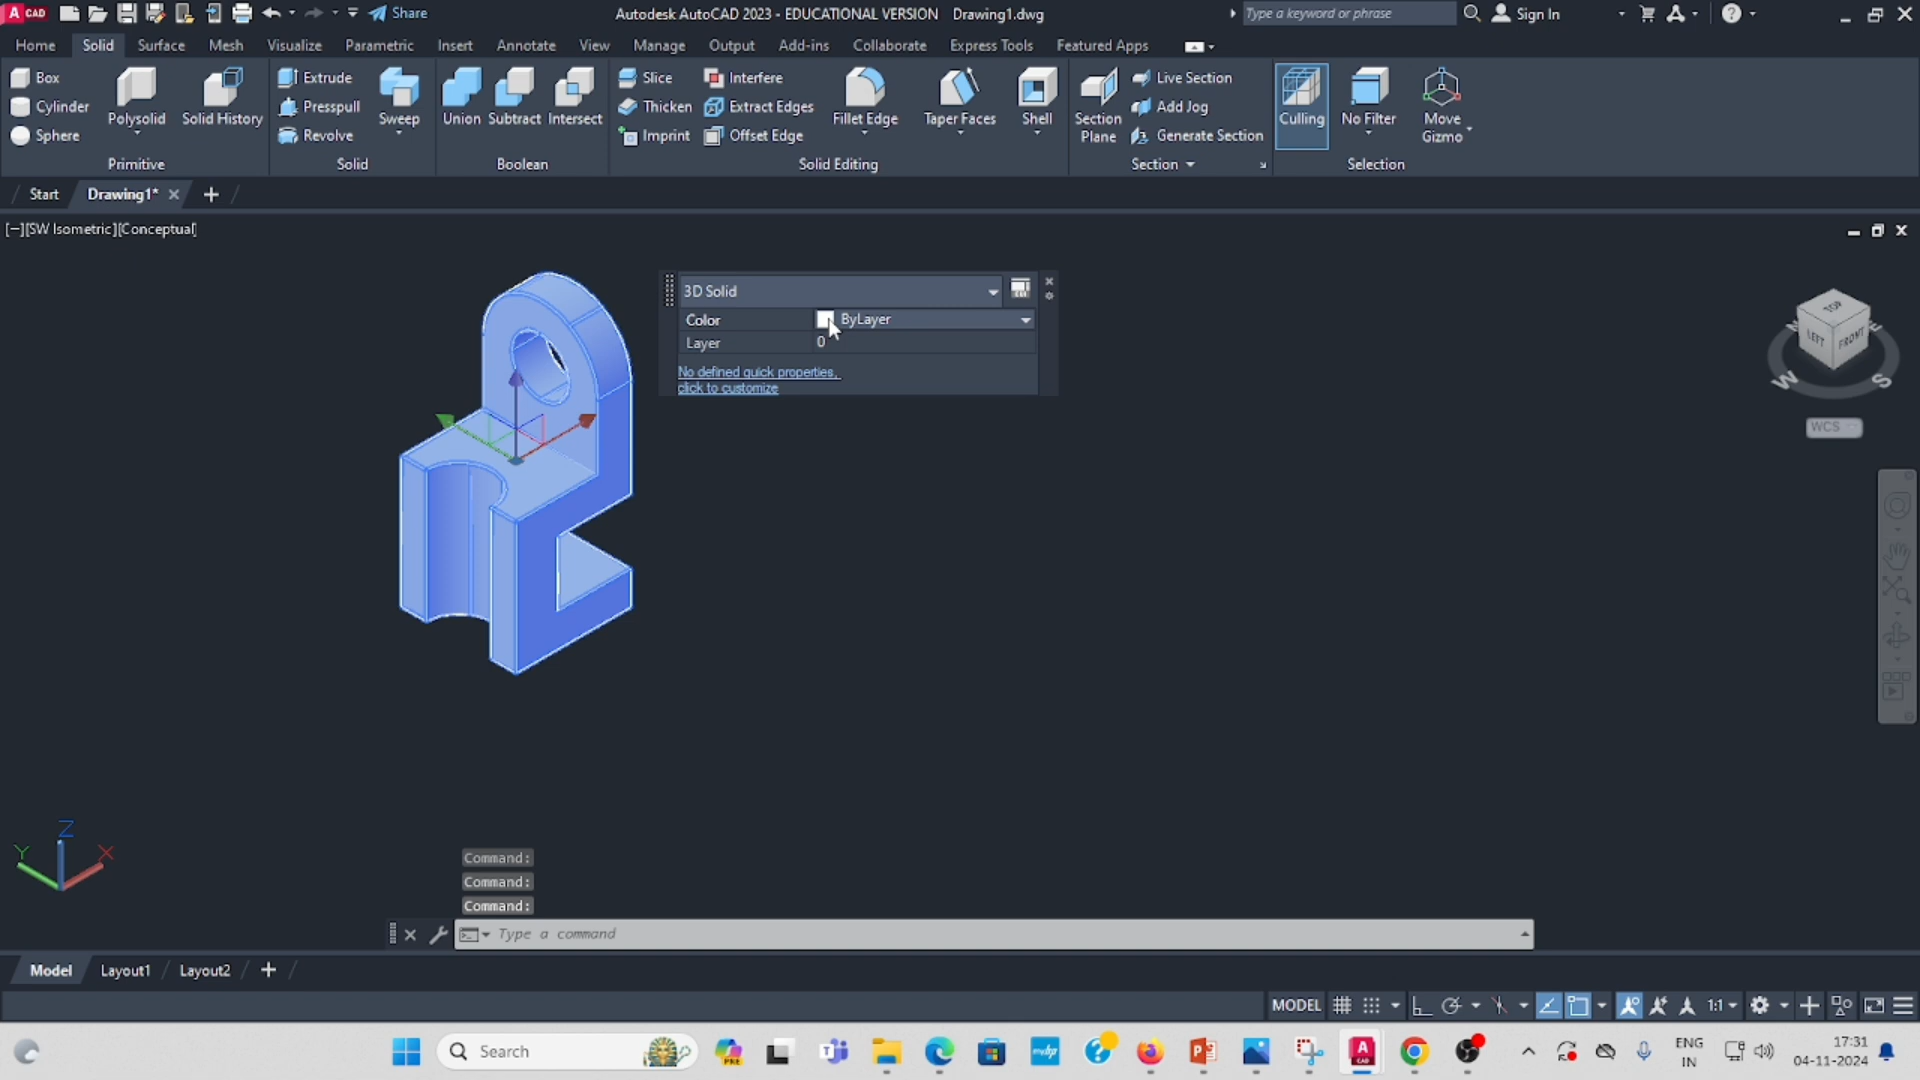 A CAD Share Autodesk AutoCAD 2023 - EDUCATIONAL VERSION Drawing1.dwg Type a keyword or phrase Sign In
Home Solid Surface Mesh Visualize Parametric Insert Annotate View Manage Output Add-ins Collaborate Express Tools Featured Apps
Box Extrude Slice Interfere Live Section
Cylinder Presspull Thicken Extract Edges Add Jog
Polysolid Solid History Sweep Union Subtract Intersect Fillet Edge Taper Faces Shell Section Plane Culling No Filter Move Gizmo
Sphere Revolve Imprint Offset Edge Generate Section
Primitive Solid Boolean Solid Editing Section Selection
Start Drawing1*
[−][SW Isometric][Conceptual]
3D Solid
Color ByLayer
Layer 0
No defined quick properties,
click to customize
TOP
LEFT FRONT
W S
WCS
Z
Y X
Command:
Command:
Command:
Type a command
Model Layout1 Layout2
MODEL 1:1
Search ENG 17:31
IN 04-11-2024